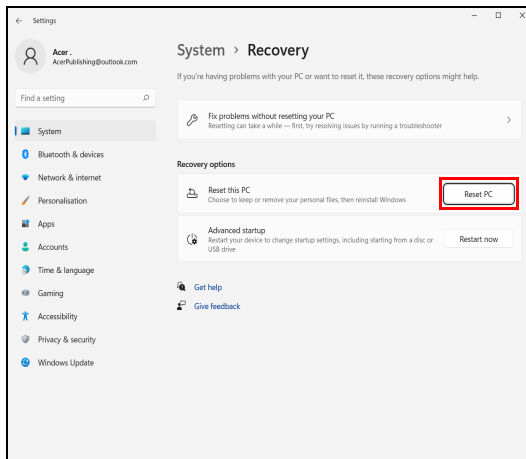 Settings
Acer .
AcerPublishing@outlook.com
Find a setting
System
Bluetooth & devices
Network & internet
Personalisation
Apps
Accounts
Time & language
Gaming
Accessibility
Privacy & security
Windows Update
System > Recovery
If you're having problems with your PC or want to reset it, these recovery options might help.
Fix problems without resetting your PC
Resetting can take a while — first, try resolving issues by running a troubleshooter
Recovery options
Reset this PC
Choose to keep or remove your personal files, then reinstall Windows
Reset PC
Advanced startup
Restart your device to change startup settings, including starting from a disc or
USB drive
Restart now
Get help
Give feedback